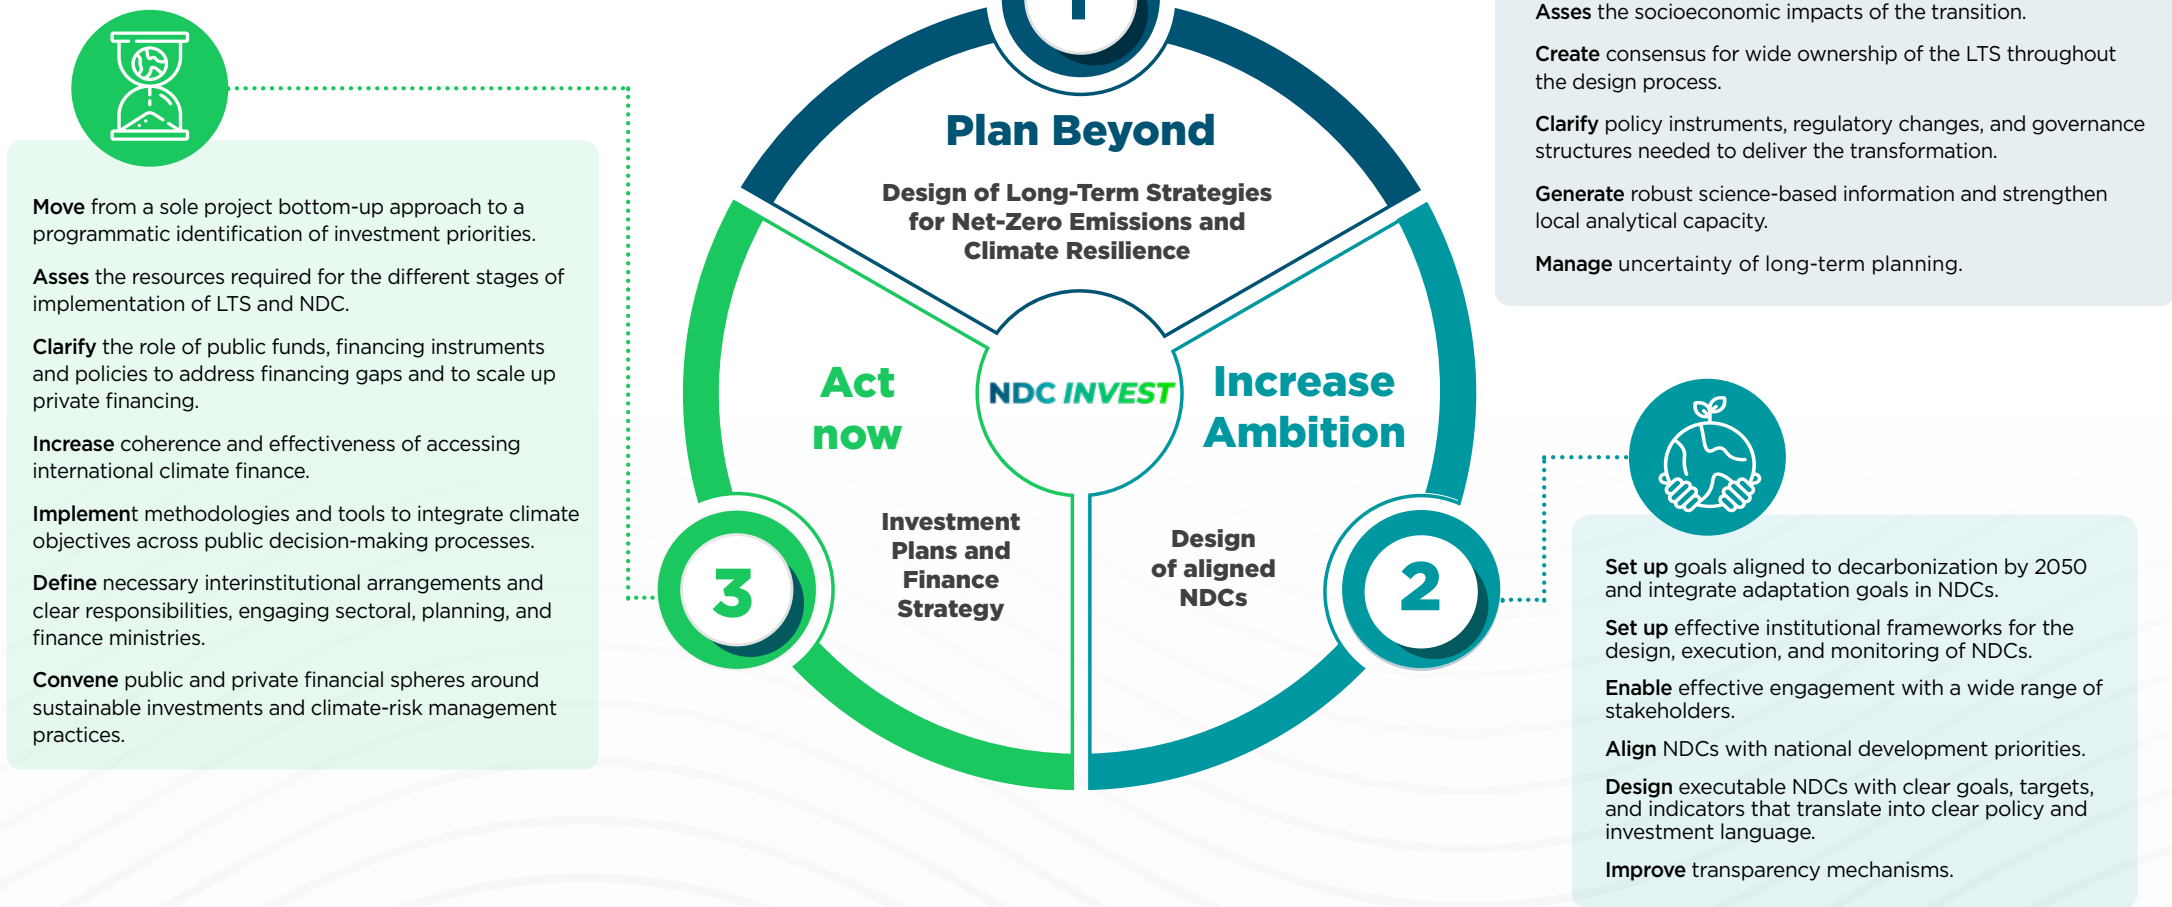 1
Plan Beyond
Design of Long-Term Strategies
for Net-Zero Emissions and
Climate Resilience
Asses the socioeconomic impacts of the transition.
Create consensus for wide ownership of the LTS throughout
the design process.
Clarify policy instruments, regulatory changes, and governance
structures needed to deliver the transformation.
Generate robust science-based information and strengthen
local analytical capacity.
Manage uncertainty of long-term planning.
NDC INVEST
Increase
Ambition
Design
of aligned
NDCs
2
Set up goals aligned to decarbonization by 2050
and integrate adaptation goals in NDCs.
Set up effective institutional frameworks for the
design, execution, and monitoring of NDCs.
Enable effective engagement with a wide range of
stakeholders.
Align NDCs with national development priorities.
Design executable NDCs with clear goals, targets,
and indicators that translate into clear policy and
investment language.
Improve transparency mechanisms.
Act
now
Investment
Plans and
Finance
Strategy
3
Move from a sole project bottom-up approach to a
programmatic identification of investment priorities.
Asses the resources required for the different stages of
implementation of LTS and NDC.
Clarify the role of public funds, financing instruments
and policies to address financing gaps and to scale up
private financing.
Increase coherence and effectiveness of accessing
international climate finance.
Implement methodologies and tools to integrate climate
objectives across public decision-making processes.
Define necessary interinstitutional arrangements and
clear responsibilities, engaging sectoral, planning, and
finance ministries.
Convene public and private financial spheres around
sustainable investments and climate-risk management
practices.